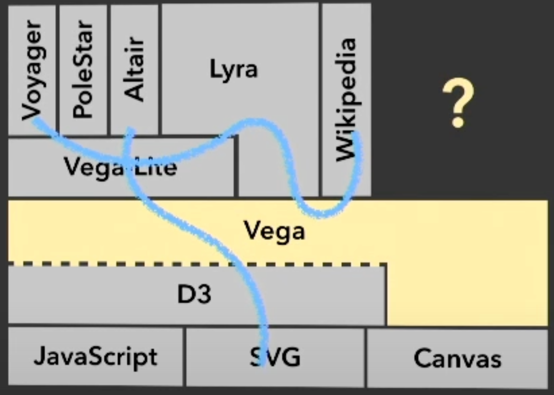 Voyager
PoleStar
Altair
Lyra
Wikipedia
?
Vega-Lite
Vega
D3
JavaScript
SVG
Canvas